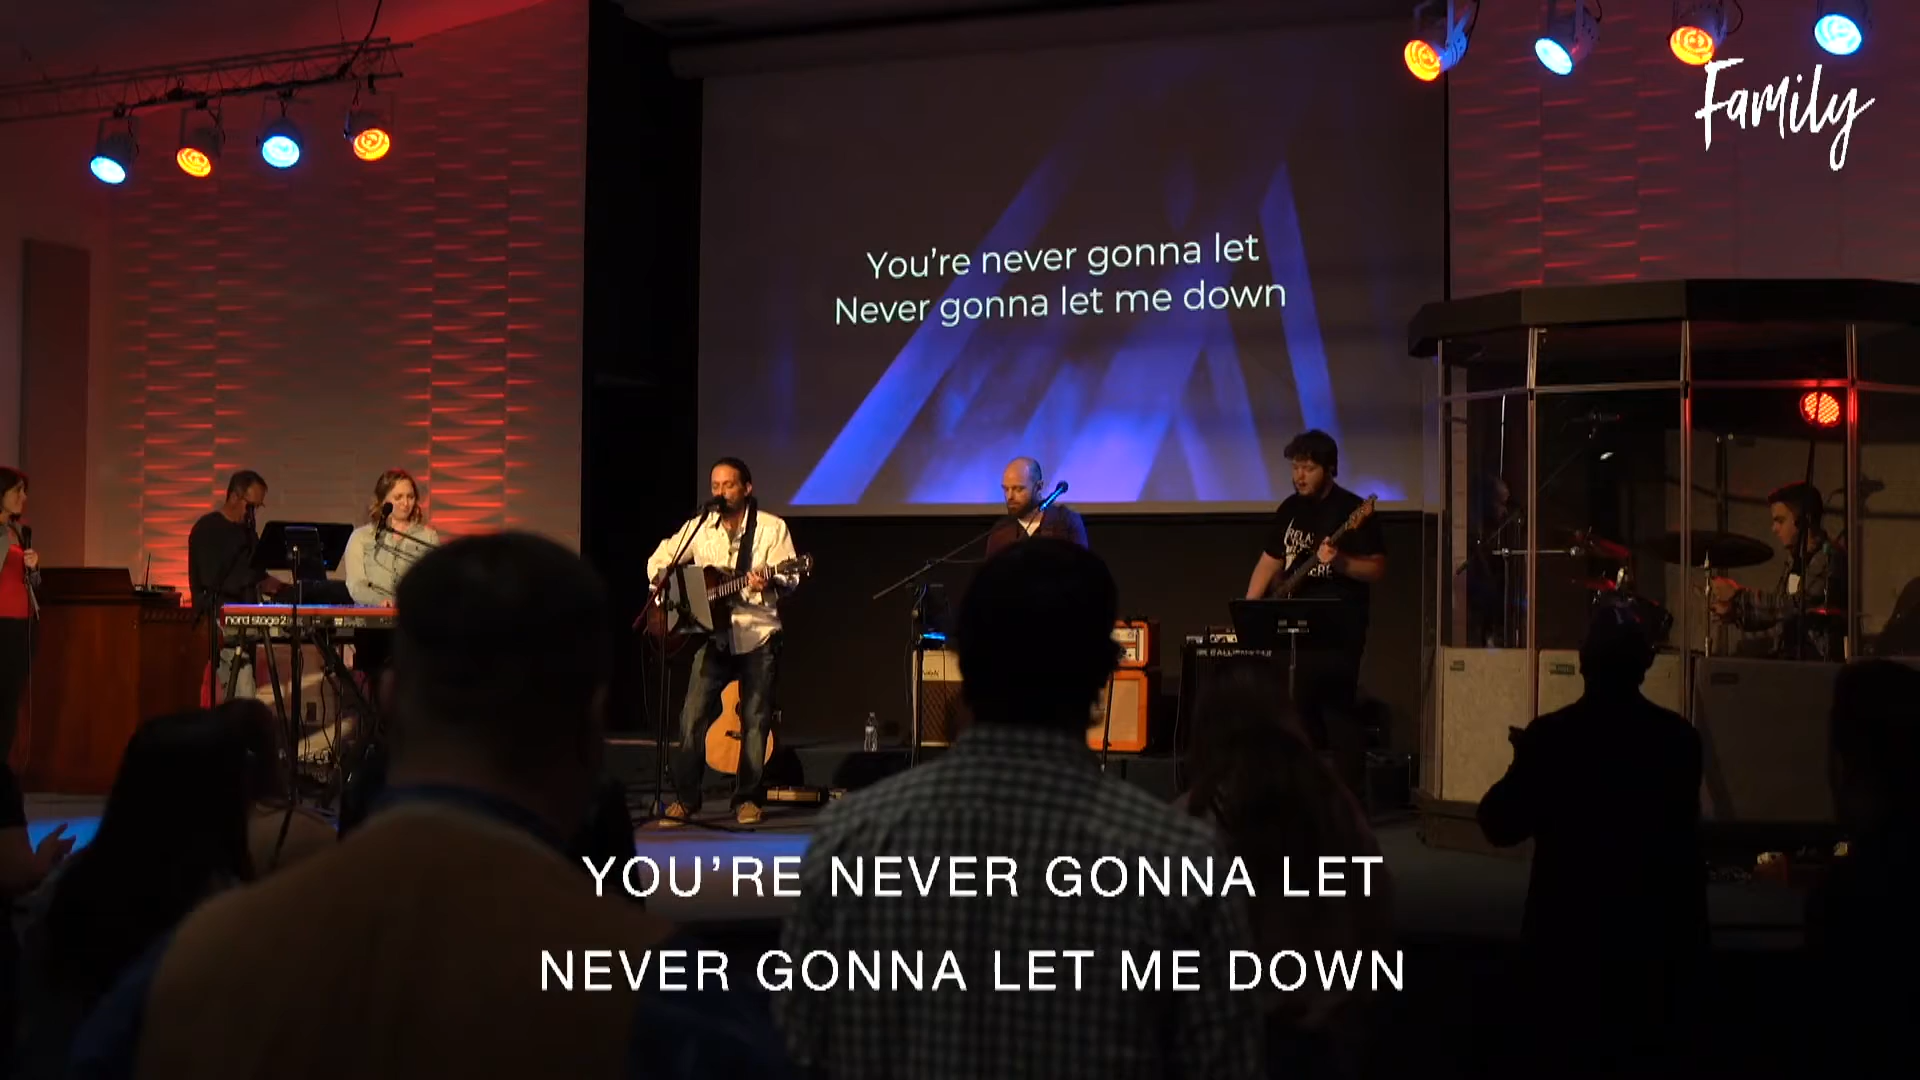 Family
You're never gonna let
Never gonna let me down
nord stage 2
YOU'RE NEVER GONNA LET
NEVER GONNA LET ME DOWN